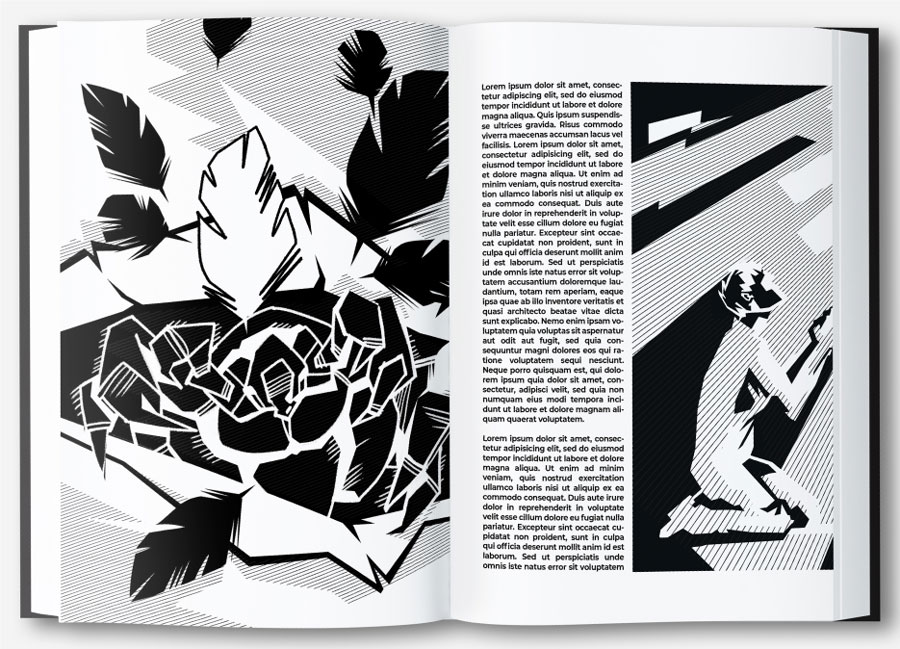 Lorem ipsum dolor sit amet, consec-
tetur adipiscing elit, sed do eiusmod
tempor incididunt ut labore et dolore
magna aliqua. Quis ipsum suspendis-
se ultrices gravida. Risus commodo
viverra maecenas accumsan lacus vel
facilisis. Lorem ipsum dolor sit amet,
consectetur adipiscing elit, sed do
eiusmod tempor incididunt ut labore
et dolore magna aliqua. Ut enim ad
minim veniam, quis nostrud exercita-
tion ullamco laboris nisi ut aliquip ex
ea commodo consequat. Duis aute
irure dolor in reprehenderit in volup-
tate velit esse cillum dolore eu fugiat
nulla pariatur. Excepteur sint occae-
cat cupidatat non proident, sunt in
culpa qui officia deserunt mollit anim
id est laborum. Sed ut perspiciatis
unde omnis iste natus error sit volup-
tatem accusantium doloremque lau-
dantium, totam rem aperiam, eaque
ipsa quae ab illo inventore veritatis et
quasi architecto beatae vitae dicta
sunt explicabo. Nemo enim ipsam vo-
luptatem quia voluptas sit aspernatur
aut odit aut fugit, sed quia con-
sequuntur magni dolores eos qui ra-
tione voluptatem sequi nesciunt.
Neque porro quisquam est, qui dolo-
rem ipsum quia dolor sit amet, con-
sectetur, adipisci velit, sed quia non
numquam eius modi tempora inci-
dunt ut labore et dolore magnam ali-
quam quaerat voluptatem.
Lorem ipsum dolor sit amet, consec-
tetur adipiscing elit, sed do eiusmod
tempor incididunt ut labore et dolore
magna aliqua. Ut enim ad minim
veniam, quis nostrud exercitation
ullamco laboris nisi ut aliquip ex ea
commodo consequat. Duis aute irure
dolor in reprehenderit in voluptate
velit esse cillum dolore eu fugiat nulla
pariatur. Excepteur sint occaecat cu-
pidatat non proident, sunt in culpa
qui officia deserunt mollit anim id est
laborum. Sed ut perspiciatis unde
omnis iste natus error sit voluptatem